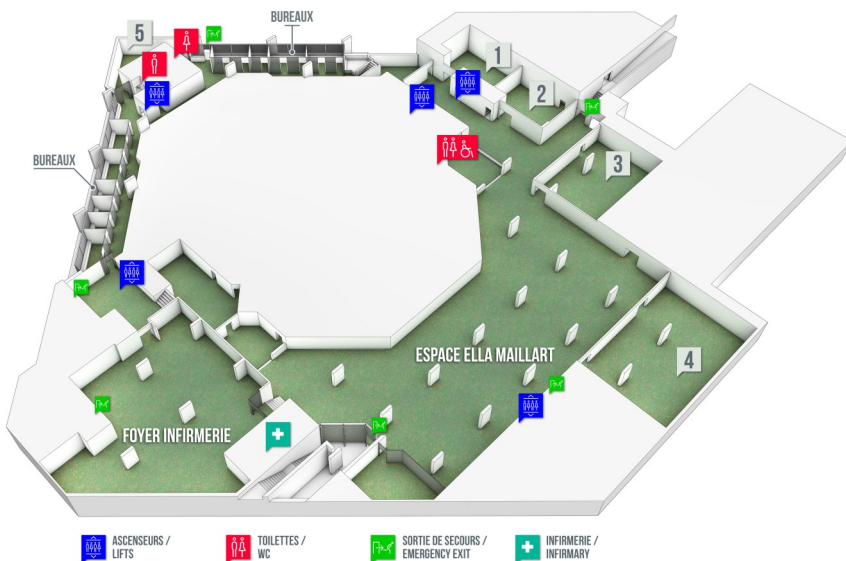 BUREAUX
5
1
2
3
BUREAUX
ESPACE ELLA MAILLART
4
FOYER INFIRMERIE
ASCENSEURS /
LIFTS
TOILETTES /
WC
SORTIE DE SECOURS /
EMERGENCY EXIT
INFIRMERIE /
INFIRMARY